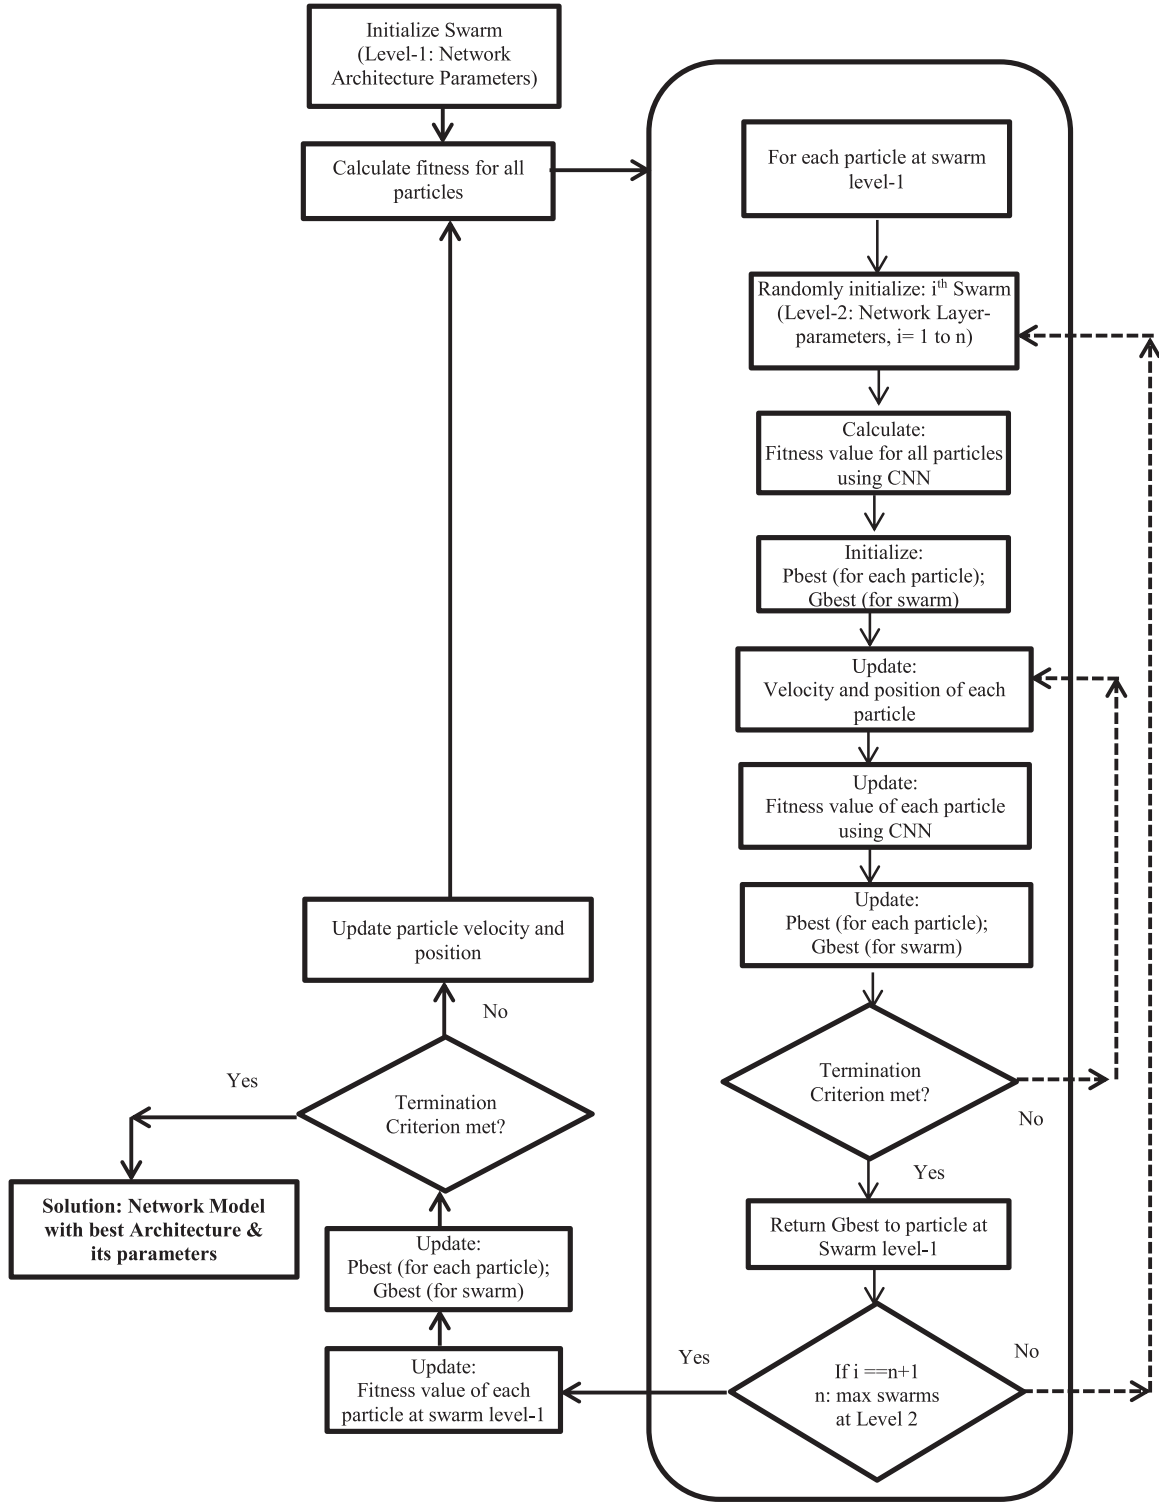 Initialize Swarm
(Level-1: Network
Architecture Parameters)
Calculate fitness for all
particles
For each particle at swarm
level-1
Randomly initialize: iᵗʰ Swarm
(Level-2: Network Layer-
parameters, i= 1 to n)
Calculate:
Fitness value for all particles
using CNN
Initialize:
Pbest (for each particle);
Gbest (for swarm)
Update:
Velocity and position of each
particle
Update:
Fitness value of each particle
using CNN
Update:
Pbest (for each particle);
Gbest (for swarm)
Termination
Criterion met?
No
Yes
Return Gbest to particle at
Swarm level-1
If i ==n+1
n: max swarms
at Level 2
No
Yes
Update:
Fitness value of each
particle at swarm level-1
Update:
Pbest (for each particle);
Gbest (for swarm)
Termination
Criterion met?
No
Update particle velocity and
position
Yes
Solution: Network Model
with best Architecture &
its parameters